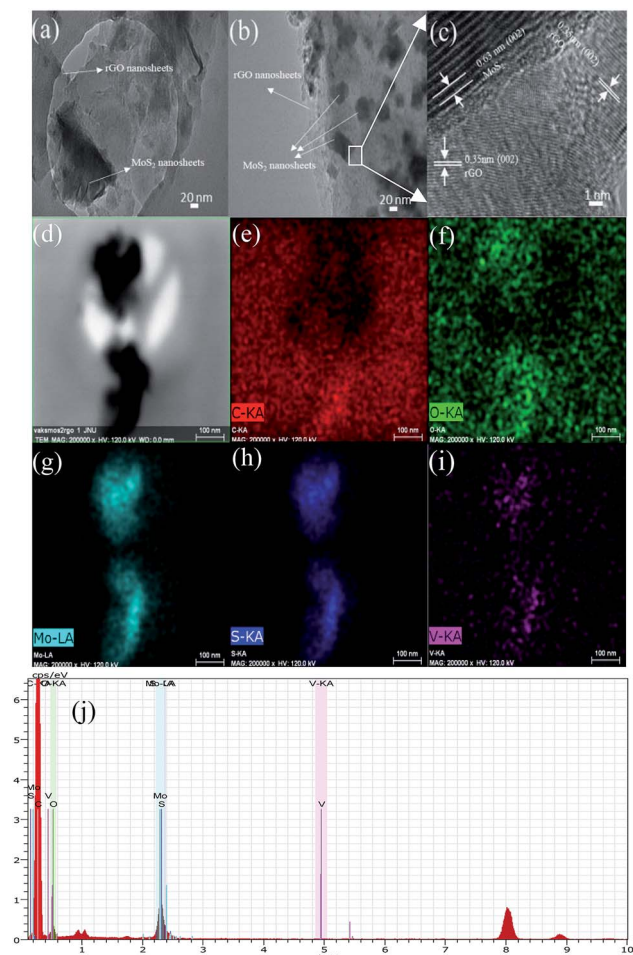 (a)
rGO nanosheets
MoS2 nanosheets
20 nm
(b)
rGO nanosheets
MoS2 nanosheets
20 nm
(c)
0.63 nm (002)
MoS
0.35nm (002)
rGO
0.35nm (002)
rGO
1 nm
(d)
vaksmos2rgo 1 JNU
TEM MAG: 200000 x HV: 120.0 kV WD: 0.0 mm
100 nm
(e)
C-KA
C-KA
MAG: 200000 x HV: 120.0 kV
100 nm
(f)
O-KA
O-KA
MAG: 200000 x HV: 120.0 kV
100 nm
(g)
Mo-LA
Mo-LA
MAG: 200000 x HV: 120.0 kV
100 nm
(h)
S-KA
S-KA
MAG: 200000 x HV: 120.0 kV
100 nm
(i)
V-KA
V-KA
MAG: 200000 x HV: 120.0 kV
100 nm
cps/eV
V-KA
(j)
6
5
4
3
2
1
0
Mo
S
C
V
O
Mo
S
V
1 2 3 4 5 6 7 8 9 10